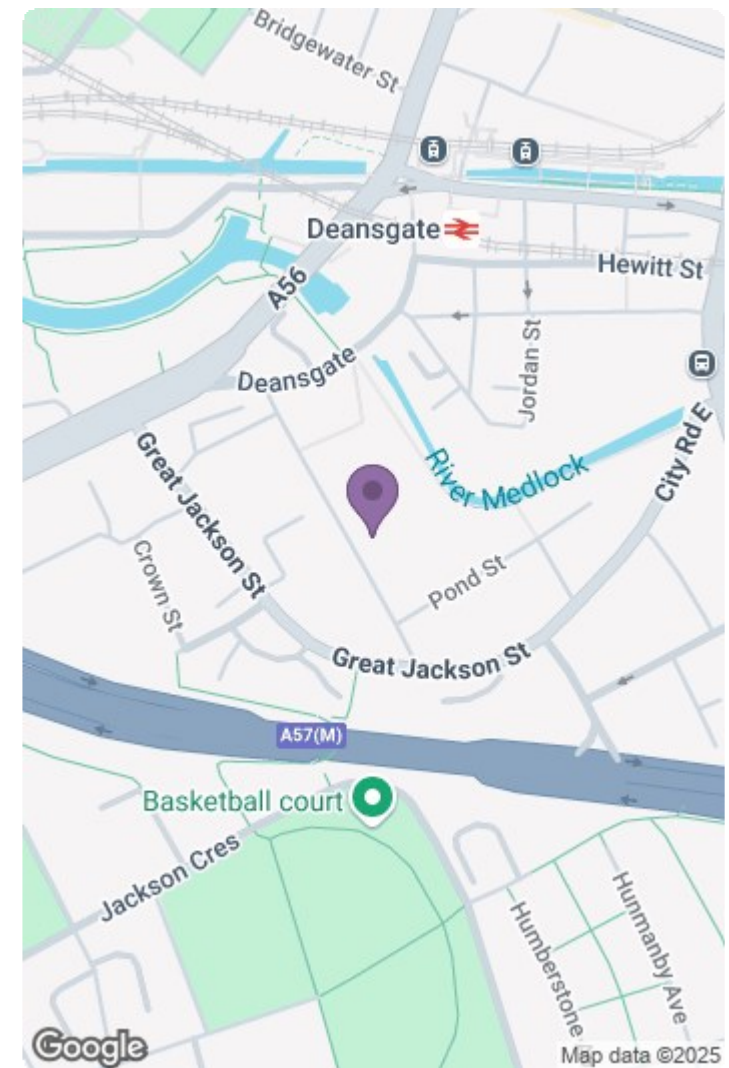 Bridgewater St
Deansgate
Hewitt St
A56
Jordan St
Deansgate
River Medlock
City Rd E
Great Jackson St
Crown St
Pond St
Great Jackson St
A57(M)
Basketball court
Jackson Cres
Humberstone
Hunmanby Ave
Google
Map data ©2025